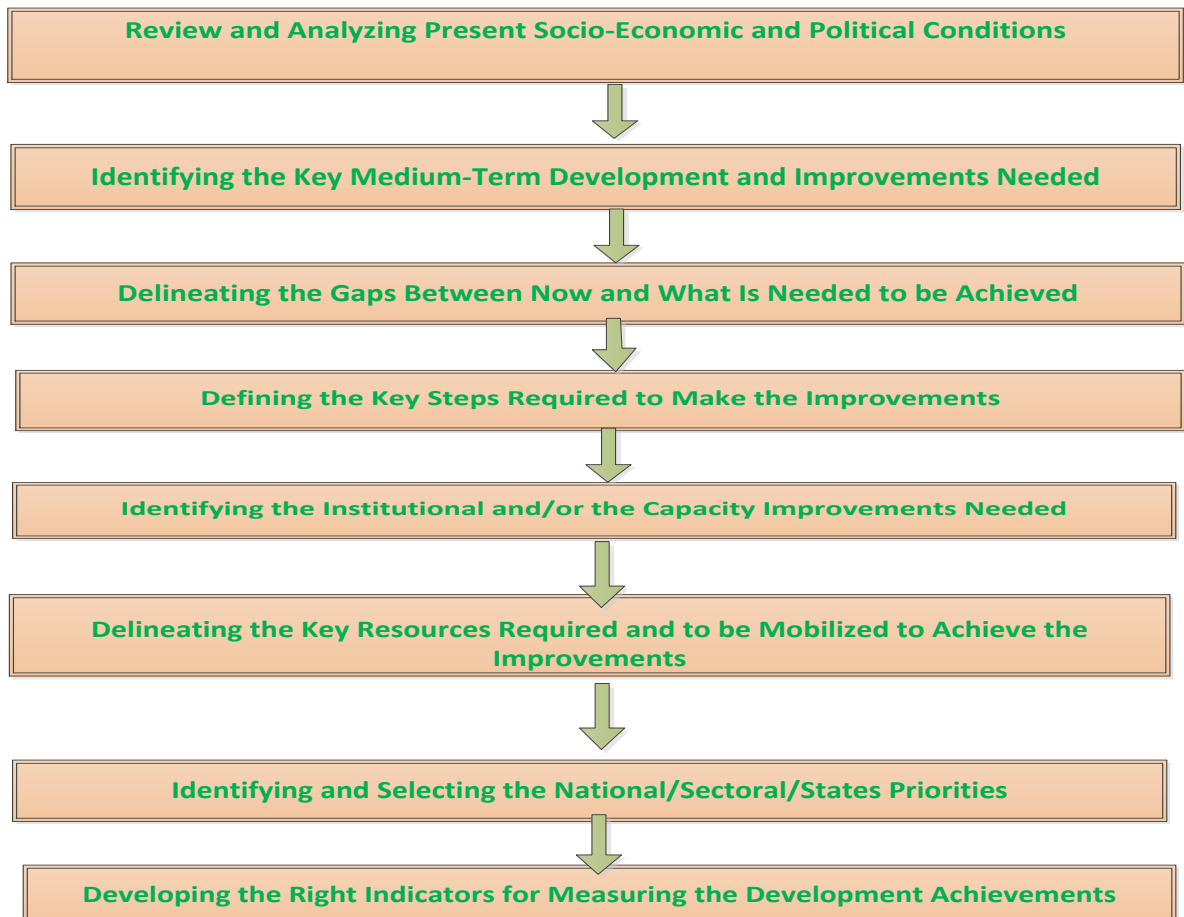 Review and Analyzing Present Socio-Economic and Political Conditions
Identifying the Key Medium-Term Development and Improvements Needed
Delineating the Gaps Between Now and What Is Needed to be Achieved
Defining the Key Steps Required to Make the Improvements
Identifying the Institutional and/or the Capacity Improvements Needed
Delineating the Key Resources Required and to be Mobilized to Achieve the
Improvements
Identifying and Selecting the National/Sectoral/States Priorities
Developing the Right Indicators for Measuring the Development Achievements